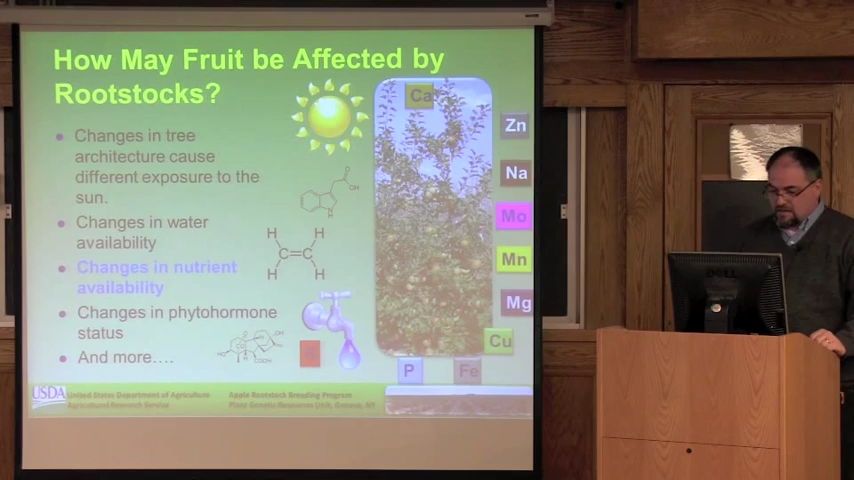 How May Fruit be Affected by
Rootstocks?
Changes in tree
architecture cause
different exposure to the
sun.
Changes in water
availability
Changes in nutrient
availability
Changes in phytohormone
status
And more....
Ca
Zn
Na
Mo
Mn
Mg
Cu
P
Fe
OH
N
H
H H
C=C
H H
USDA
United States Department of Agriculture
Agricultural Research Service
Apple Rootstock Breeding Program
Plant Genetic Resources Unit, Geneva, NY
DELL